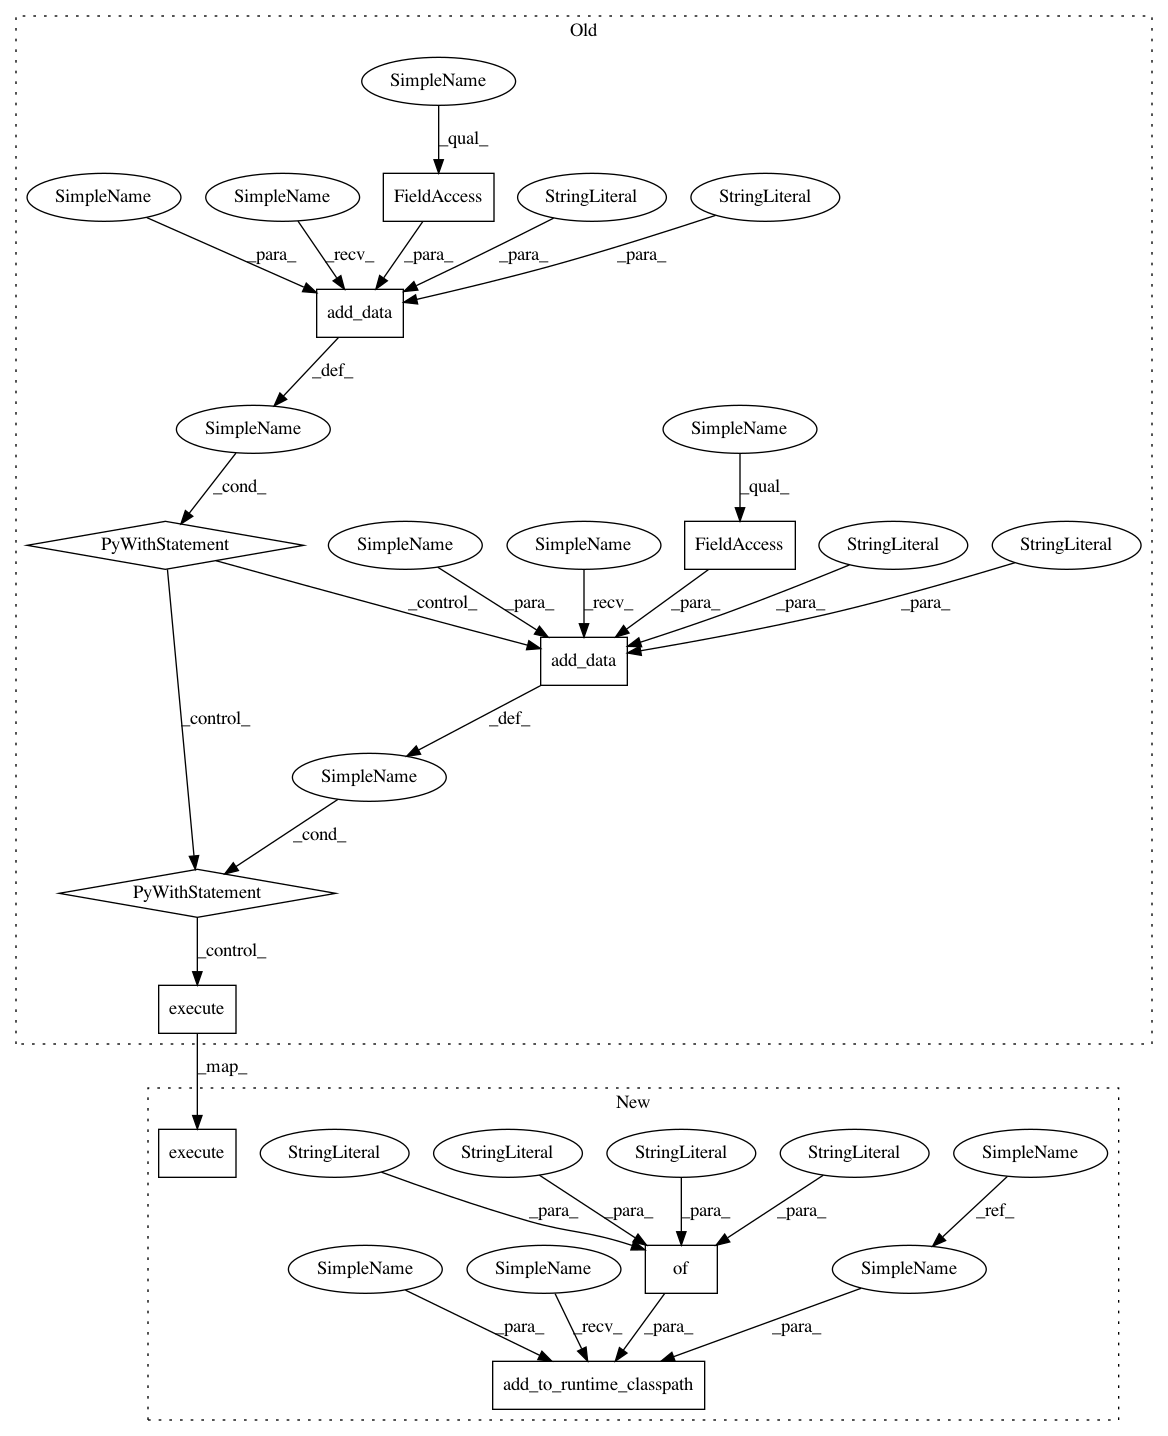 Old
SimpleName
_qual_
SimpleName
SimpleName
FieldAccess
StringLiteral
StringLiteral
_para_
_recv_
_para_
_para_
_para_
add_data
_def_
SimpleName
SimpleName
_cond_
_qual_
PyWithStatement
SimpleName
SimpleName
FieldAccess
StringLiteral
StringLiteral
_control_
_para_
_recv_
_para_
_para_
_para_
add_data
_control_
_def_
SimpleName
_cond_
PyWithStatement
_control_
execute
_map_
New
execute
StringLiteral
StringLiteral
StringLiteral
StringLiteral
SimpleName
_para_
_para_
_para_
_para_
_ref_
SimpleName
SimpleName
of
SimpleName
_para_
_recv_
_para_
_para_
add_to_runtime_classpath